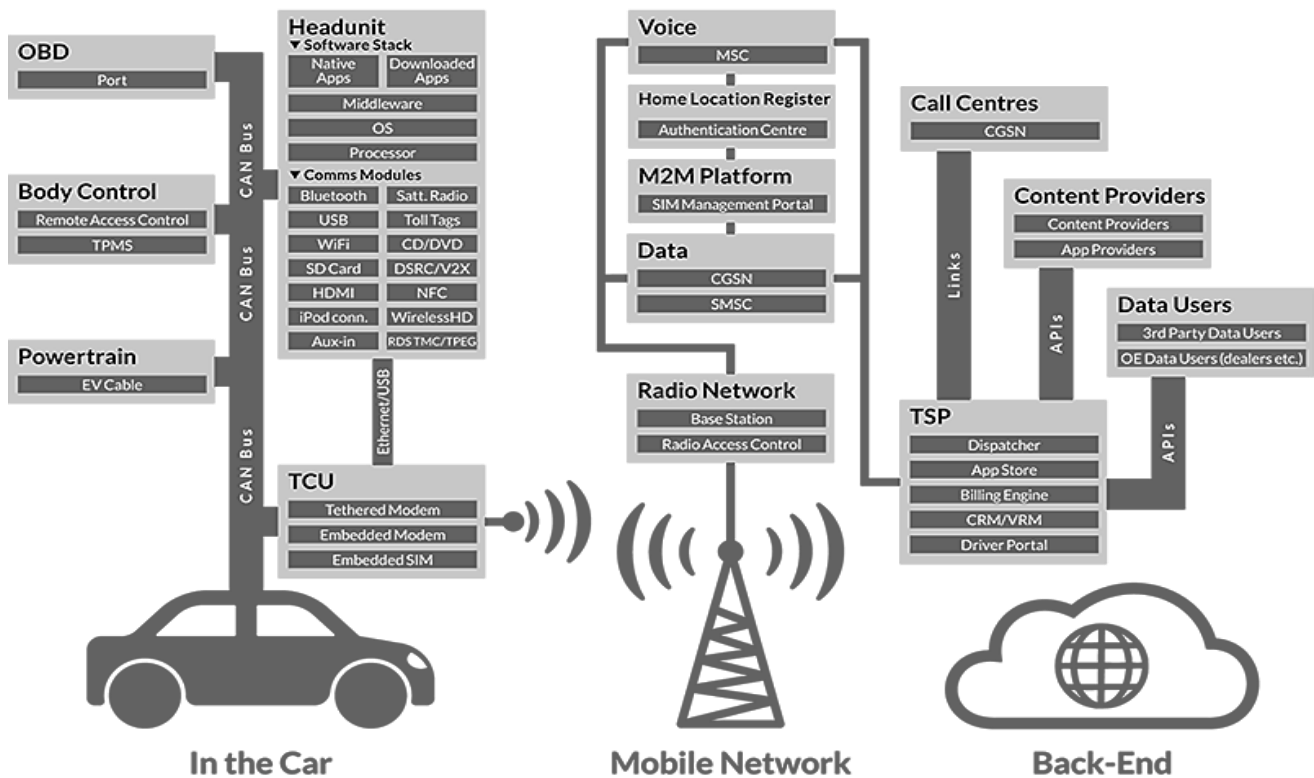 OBD
Port
CAN Bus
Body Control
Remote Access Control
TPMS
CAN Bus
Powertrain
EV Cable
CAN Bus
Headunit
▼ Software Stack
Native Apps
Downloaded Apps
Middleware
OS
Processor
▼ Comms Modules
Bluetooth
Satt. Radio
USB
Toll Tags
WiFi
CD/DVD
SD Card
DSRC/V2X
HDMI
NFC
iPod conn.
WirelessHD
Aux-in
RDS TMC/TPEG
Ethernet/USB
TCU
Tethered Modem
Embedded Modem
Embedded SIM
In the Car
Voice
MSC
Home Location Register
Authentication Centre
M2M Platform
SIM Management Portal
Data
CGSN
SMSC
Radio Network
Base Station
Radio Access Control
Mobile Network
Call Centres
CGSN
Links
Content Providers
Content Providers
App Providers
APIs
Data Users
3rd Party Data Users
OE Data Users (dealers etc.)
APIs
TSP
Dispatcher
App Store
Billing Engine
CRM/VRM
Driver Portal
Back-End